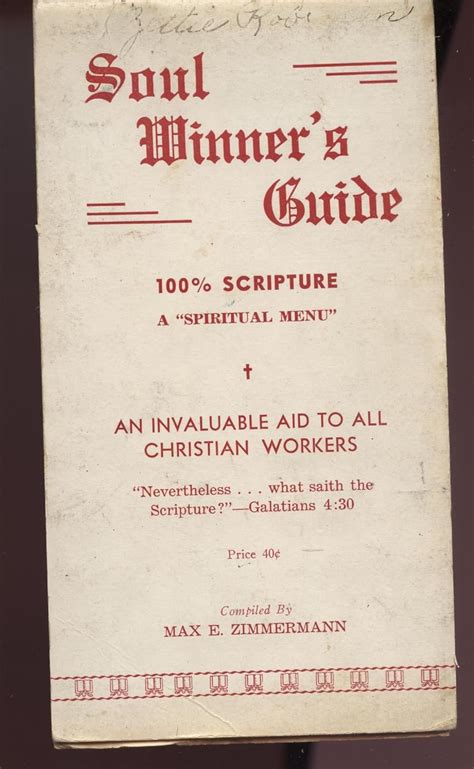 Soul
Winner's
Guide
100% SCRIPTURE
A "SPIRITUAL MENU"
†
AN INVALUABLE AID TO ALL
CHRISTIAN WORKERS
"Nevertheless . . . what saith the
Scripture?"—Galatians 4:30
Price 40¢
Compiled By
MAX E. ZIMMERMANN